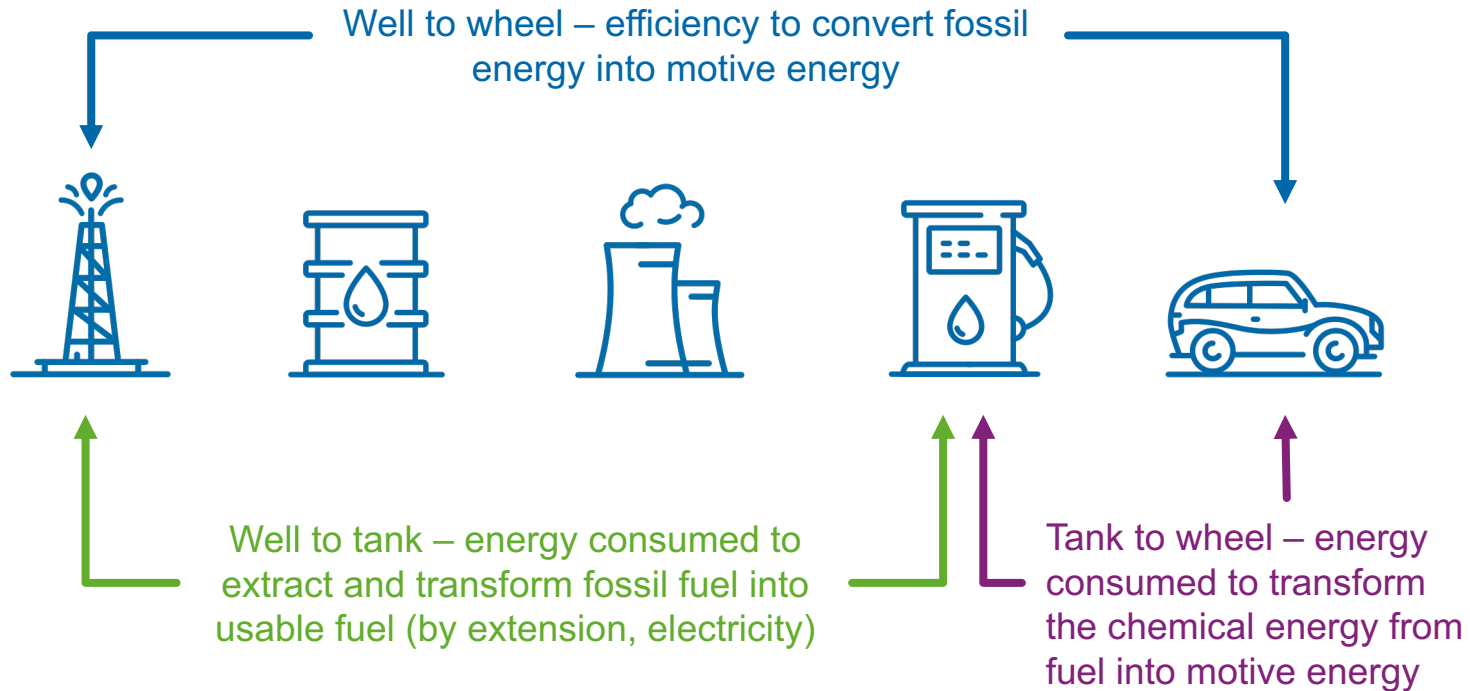 Well to wheel – efficiency to convert fossil
energy into motive energy
Well to tank – energy consumed to
extract and transform fossil fuel into
usable fuel (by extension, electricity)
Tank to wheel – energy
consumed to transform
the chemical energy from
fuel into motive energy